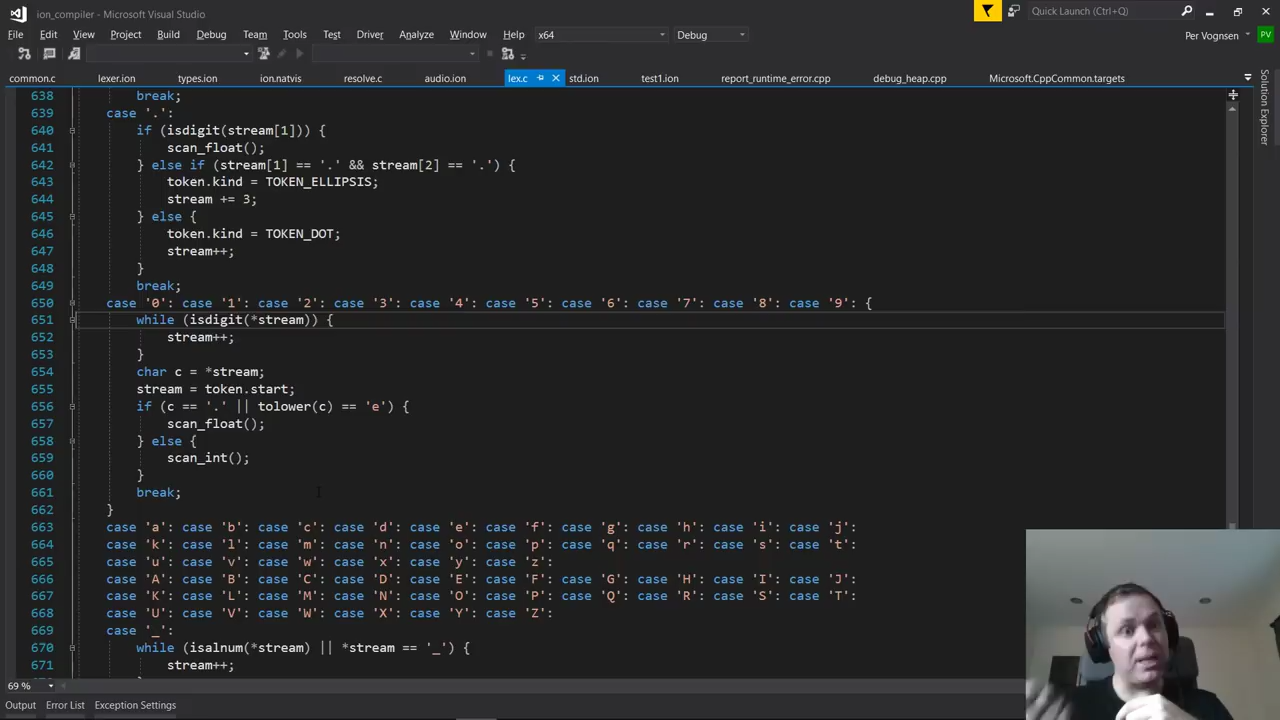 ion_compiler - Microsoft Visual Studio
Quick Launch (Ctrl+Q)
File Edit View Project Build Debug Team Tools Test Driver Analyze Window Help x64 Debug
Per Vognsen PV
common.c lexer.ion types.ion ion.natvis resolve.c audio.ion lex.c std.ion test1.ion report_runtime_error.cpp debug_heap.cpp Microsoft.CppCommon.targets
Solution Explorer
638 break;
639 case '.':
640 if (isdigit(stream[1])) {
641 scan_float();
642 } else if (stream[1] == '.' && stream[2] == '.') {
643 token.kind = TOKEN_ELLIPSIS;
644 stream += 3;
645 } else {
646 token.kind = TOKEN_DOT;
647 stream++;
648 }
649 break;
650 case '0': case '1': case '2': case '3': case '4': case '5': case '6': case '7': case '8': case '9': {
651 while (isdigit(*stream)) {
652 stream++;
653 }
654 char c = *stream;
655 stream = token.start;
656 if (c == '.' || tolower(c) == 'e') {
657 scan_float();
658 } else {
659 scan_int();
660 }
661 break;
662 }
663 case 'a': case 'b': case 'c': case 'd': case 'e': case 'f': case 'g': case 'h': case 'i': case 'j':
664 case 'k': case 'l': case 'm': case 'n': case 'o': case 'p': case 'q': case 'r': case 's': case 't':
665 case 'u': case 'v': case 'w': case 'x': case 'y': case 'z':
666 case 'A': case 'B': case 'C': case 'D': case 'E': case 'F': case 'G': case 'H': case 'I': case 'J':
667 case 'K': case 'L': case 'M': case 'N': case 'O': case 'P': case 'Q': case 'R': case 'S': case 'T':
668 case 'U': case 'V': case 'W': case 'X': case 'Y': case 'Z':
669 case '_':
670 while (isalnum(*stream) || *stream == '_') {
671 stream++;
69 %
Output Error List Exception Settings